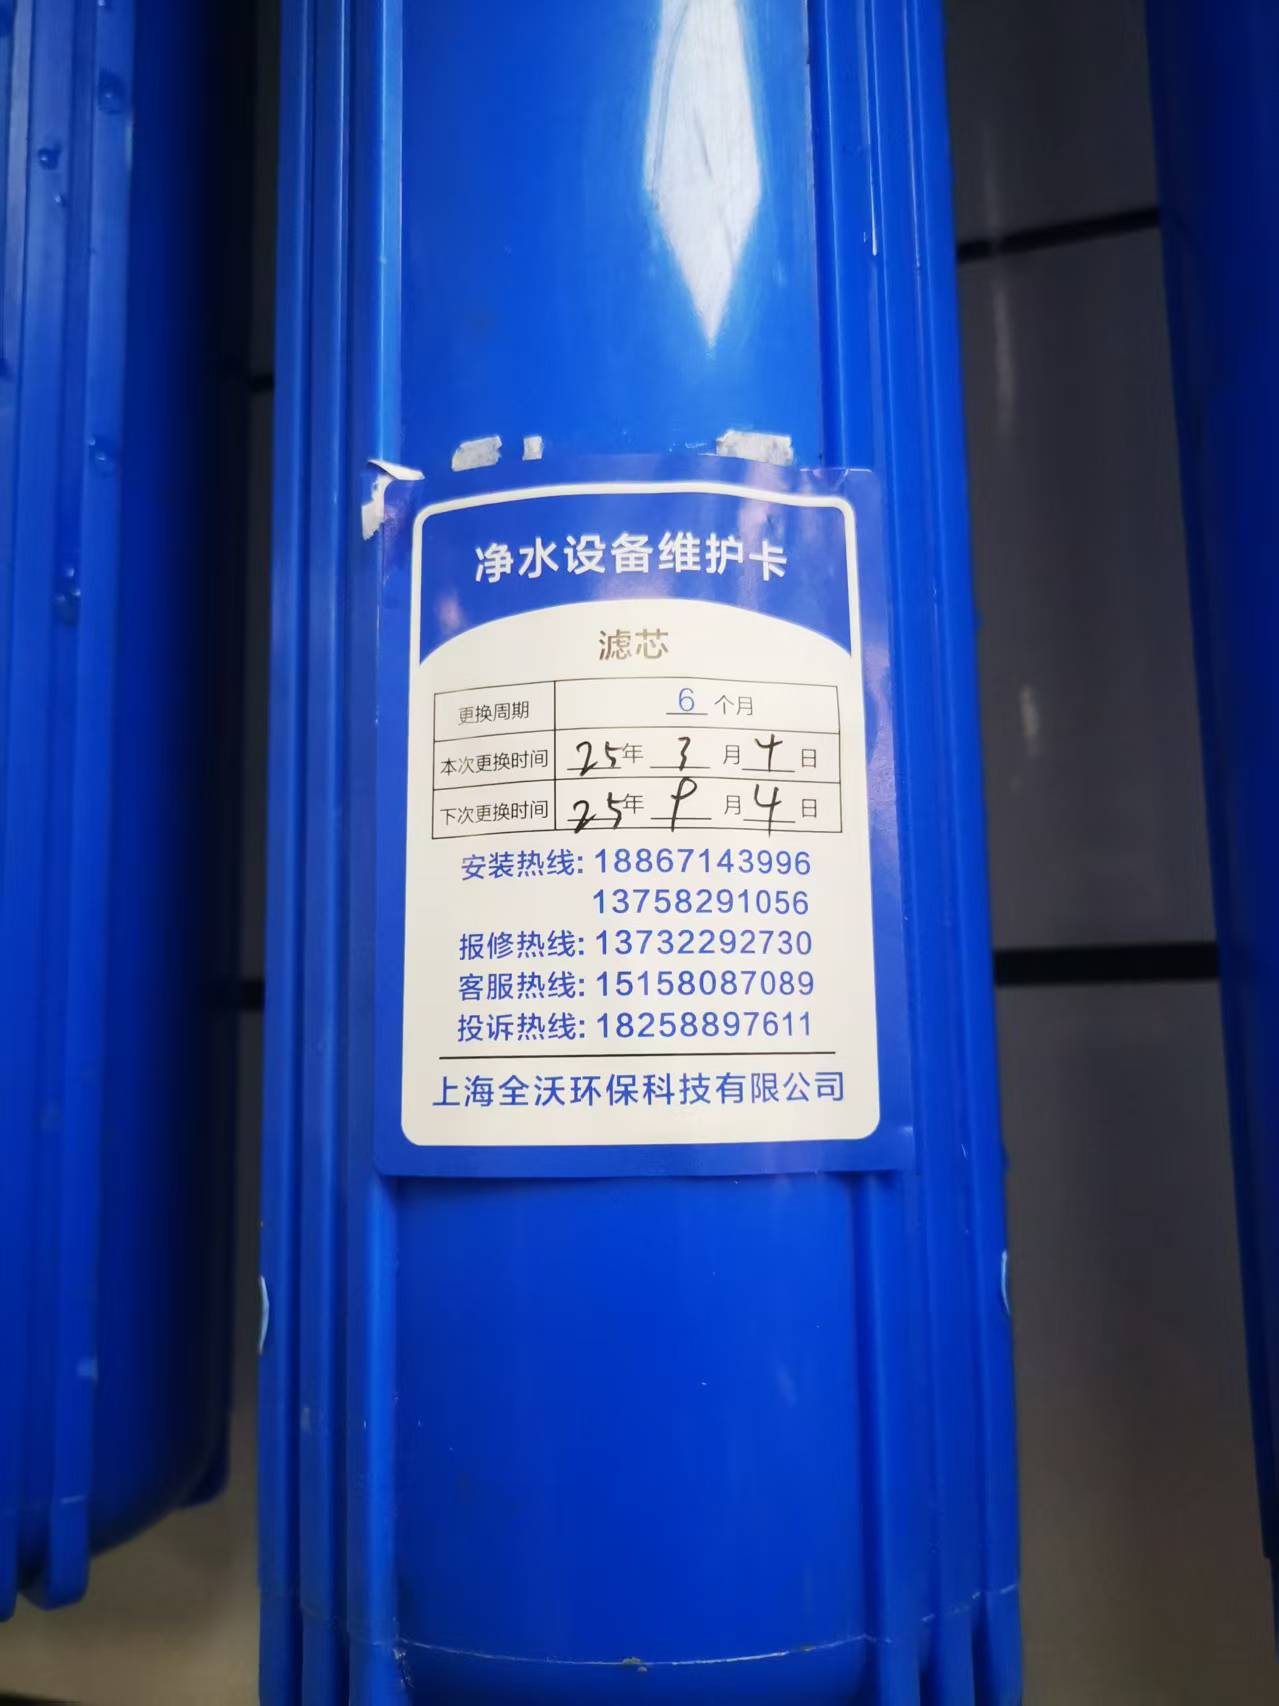 净水设备维护卡
滤芯
更换周期 6 个月
本次更换时间 25年 3 月 4 日
下次更换时间 25年 9 月 4 日
安装热线: 18867143996
13758291056
报修热线: 13732292730
客服热线: 15158087089
投诉热线: 18258897611
上海全沃环保科技有限公司